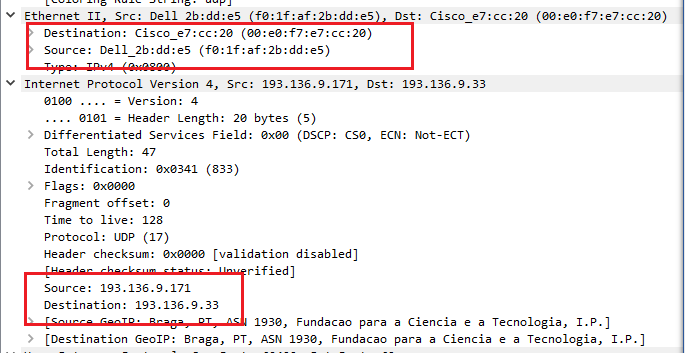 Ethernet II, Src: Dell_2b:dd:e5 (f0:1f:af:2b:dd:e5), Dst: Cisco_e7:cc:20 (00:e0:f7:e7:cc:20)
Destination: Cisco_e7:cc:20 (00:e0:f7:e7:cc:20)
Source: Dell_2b:dd:e5 (f0:1f:af:2b:dd:e5)
Type: IPv4 (0x0800)
Internet Protocol Version 4, Src: 193.136.9.171, Dst: 193.136.9.33
0100 .... = Version: 4
.... 0101 = Header Length: 20 bytes (5)
Differentiated Services Field: 0x00 (DSCP: CS0, ECN: Not-ECT)
Total Length: 47
Identification: 0x0341 (833)
Flags: 0x0000
Fragment offset: 0
Time to live: 128
Protocol: UDP (17)
Header checksum: 0x0000 [validation disabled]
[Header checksum status: Unverified]
Source: 193.136.9.171
Destination: 193.136.9.33
[Source GeoIP: Braga, PT, ASN 1930, Fundacao para a Ciencia e a Tecnologia, I.P.]
[Destination GeoIP: Braga, PT, ASN 1930, Fundacao para a Ciencia e a Tecnologia, I.P.]